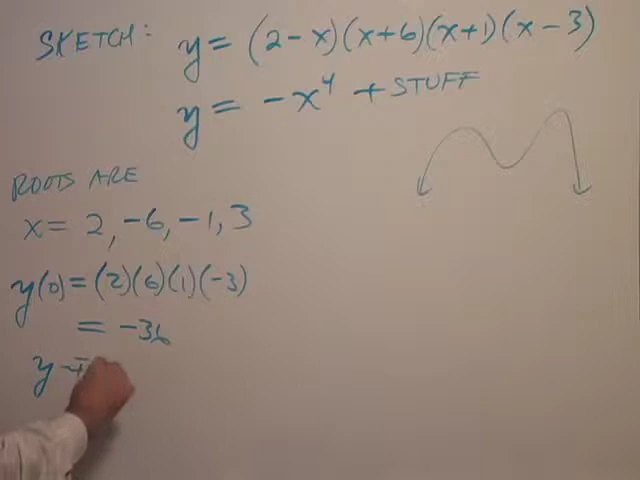 SKETCH: y = (2 - x)(x + 6)(x + 1)(x - 3)
y = -x⁴ + STUFF
ROOTS ARE
x = 2, -6, -1, 3
y(0) = (2)(6)(1)(-3)
= -36
y -